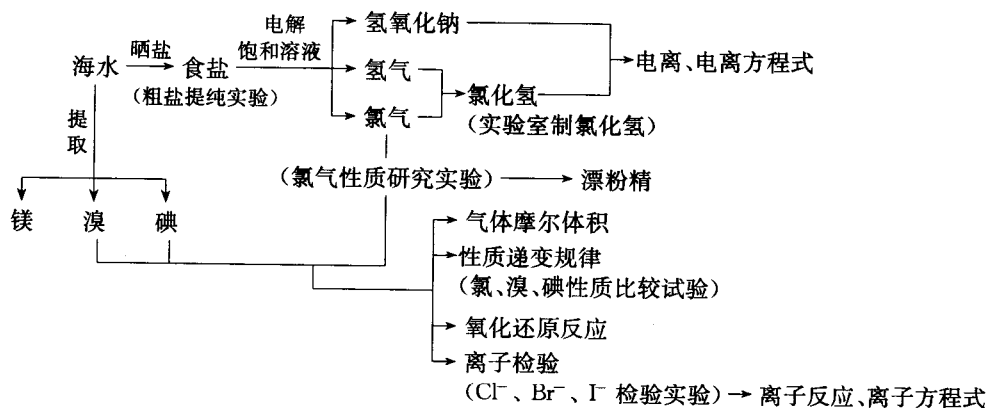 海水
晒盐
食盐
(粗盐提纯实验)
电解
饱和溶液
氢氧化钠
氢气
氯气
氯化氢
(实验室制氯化氢)
电离、电离方程式
提
取
镁
溴
碘
(氯气性质研究实验)
漂粉精
气体摩尔体积
性质递变规律
(氯、溴、碘性质比较试验)
氧化还原反应
离子检验
(Cl⁻、Br⁻、I⁻ 检验实验)
离子反应、离子方程式